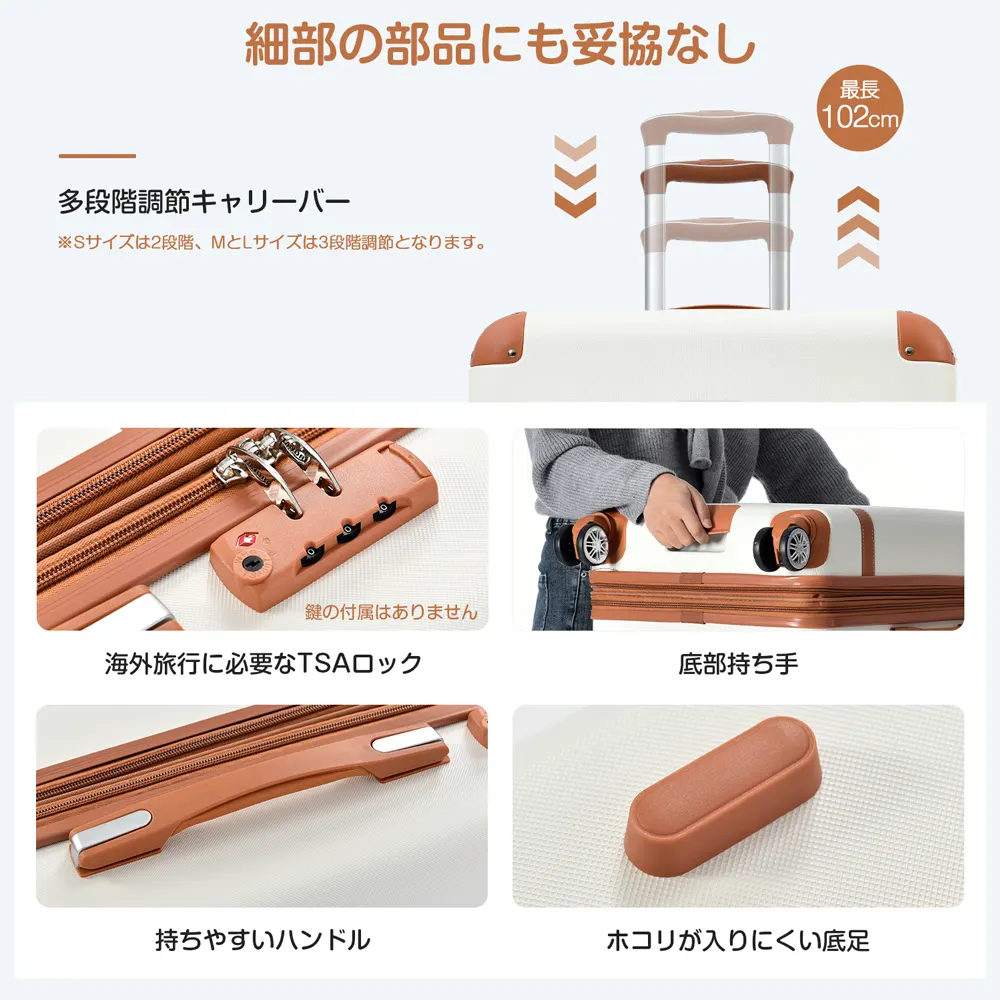 細部の部品にも妥協なし
最長
102cm
多段階調節キャリーバー
※Sサイズは2段階、MとLサイズは3段階調節となります。
鍵の付属はありません
海外旅行に必要なTSAロック
底部持ち手
持ちやすいハンドル
ホコリが入りにくい底足